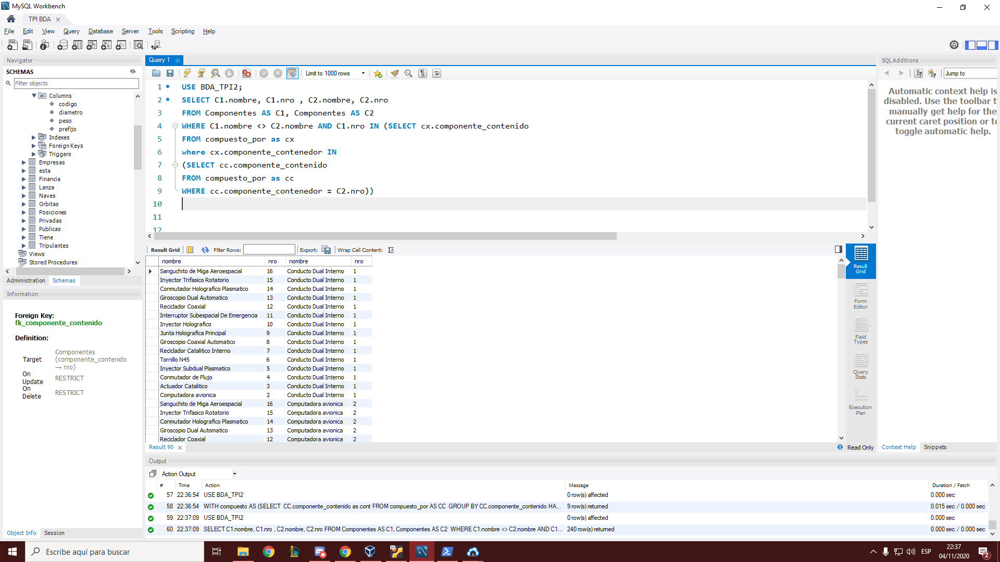 MySQL Workbench
TPI BDA
File Edit View Query Database Server Tools Scripting Help
Navigator
SCHEMAS
Filter objects
Columns
codigo
diametro
peso
prefijo
Indexes
Foreign Keys
Triggers
Empresas
esta
Financia
Lanza
Naves
Orbitas
Posiciones
Privadas
Publicas
Tiene
Tripulantes
Views
Stored Procedures
Administration Schemas
Information
Foreign Key:
fk_componente_contenido
Definition:
Target Componentes
(componente_contenido
→ nro)
On
Update RESTRICT
On
Delete RESTRICT
Object Info Session
Query 1
Limit to 1000 rows
1 USE BDA_TPI2;
2 SELECT C1.nombre, C1.nro , C2.nombre, C2.nro
3 FROM Componentes AS C1, Componentes AS C2
4 WHERE C1.nombre <> C2.nombre AND C1.nro IN (SELECT cx.componente_contenido
5 FROM compuesto_por as cx
6 where cx.componente_contenedor IN
7 (SELECT cc.componente_contenido
8 FROM compuesto_por as cc
9 WHERE cc.componente_contenedor = C2.nro))
10
11
12
Result Grid Filter Rows: Export: Wrap Cell Content:
nombre nro nombre nro
Sanguchito de Miga Aeroespacial 16 Conducto Dual Interno 1
Inyector Trifasico Rotatorio 15 Conducto Dual Interno 1
Conmutador Holografico Plasmatico 14 Conducto Dual Interno 1
Giroscopio Dual Automatico 13 Conducto Dual Interno 1
Reciclador Coaxial 12 Conducto Dual Interno 1
Interruptor Subespacial De Emergencia 11 Conducto Dual Interno 1
Inyector Holografico 10 Conducto Dual Interno 1
Junta Holografica Principal 9 Conducto Dual Interno 1
Giroscopio Coaxial Automatico 8 Conducto Dual Interno 1
Reciclador Catalitico Interno 7 Conducto Dual Interno 1
Tornillo N45 6 Conducto Dual Interno 1
Inyector Subdual Plasmatico 5 Conducto Dual Interno 1
Conmutador de Flujo 4 Conducto Dual Interno 1
Actuador Catalitico 3 Conducto Dual Interno 1
Computadora avionica 2 Conducto Dual Interno 1
Sanguchito de Miga Aeroespacial 16 Computadora avionica 2
Inyector Trifasico Rotatorio 15 Computadora avionica 2
Conmutador Holografico Plasmatico 14 Computadora avionica 2
Giroscopio Dual Automatico 13 Computadora avionica 2
Reciclador Coaxial 12 Computadora avionica 2
Result 90
Read Only
Result
Grid
Form
Editor
Field
Types
Query
Stats
Execution
Plan
SQLAdditions
Jump to
Automatic context help is
disabled. Use the toolbar t
manually get help for the
current caret position or to
toggle automatic help.
Context Help Snippets
Output
Action Output
# Time Action Message Duration / Fetch
57 22:36:54 USE BDA_TPI2 0 row(s) affected 0.000 sec
58 22:36:54 WITH compuesto AS (SELECT CC.componente_contenido as cont FROM compuesto_por AS CC GROUP BY CC.componente_contenido HA... 9 row(s) returned 0.015 sec / 0.000 sec
59 22:37:09 USE BDA_TPI2 0 row(s) affected 0.000 sec
60 22:37:09 SELECT C1.nombre, C1.nro , C2.nombre, C2.nro FROM Componentes AS C1, Componentes AS C2 WHERE C1.nombre <> C2.nombre AND C1... 240 row(s) returned 0.000 sec / 0.000 sec
Escribe aquí para buscar
ESP
22:37
04/11/2020
2